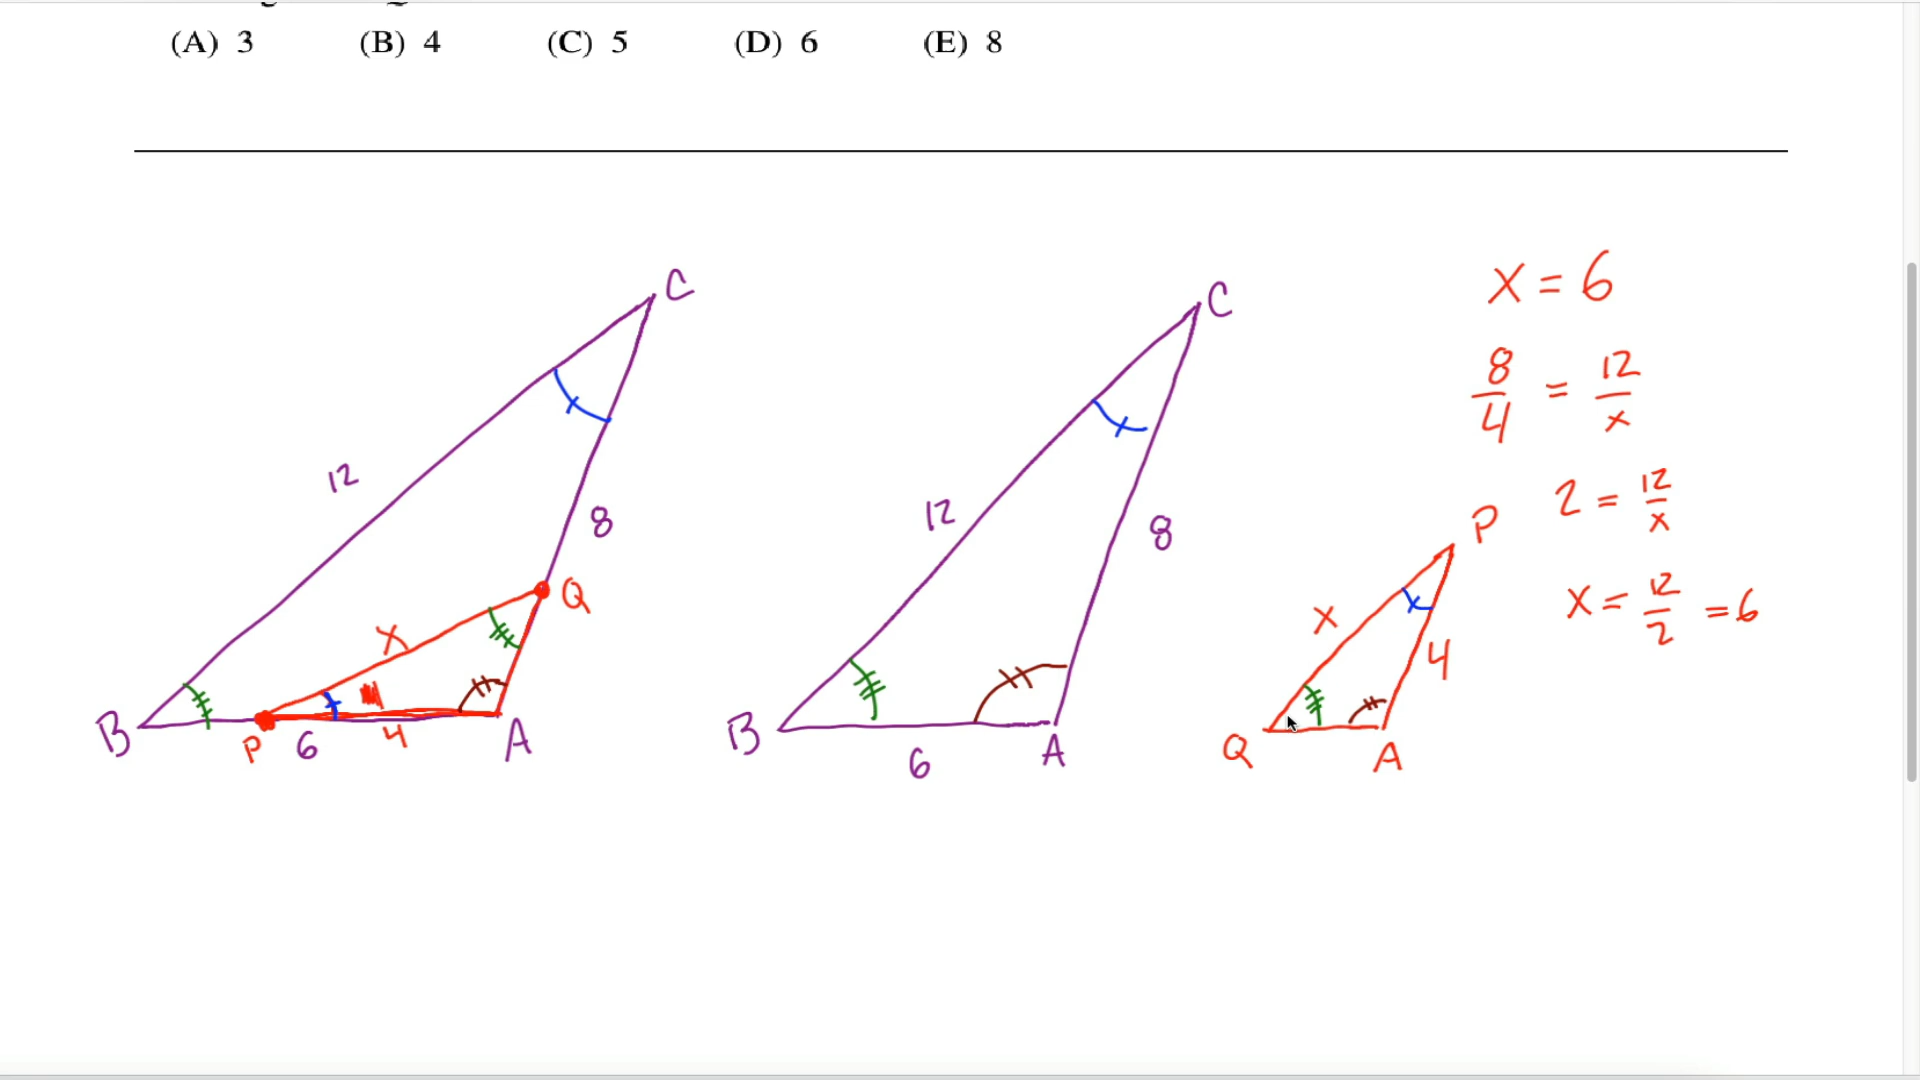 (A) 3 (B) 4 (C) 5 (D) 6 (E) 8
C
12
8
Q
x
B
P
6
4
A
C
12
8
B
6
A
P
x
4
Q
A
x = 6
8/4 = 12/x
2 = 12/x
x = 12/2 = 6